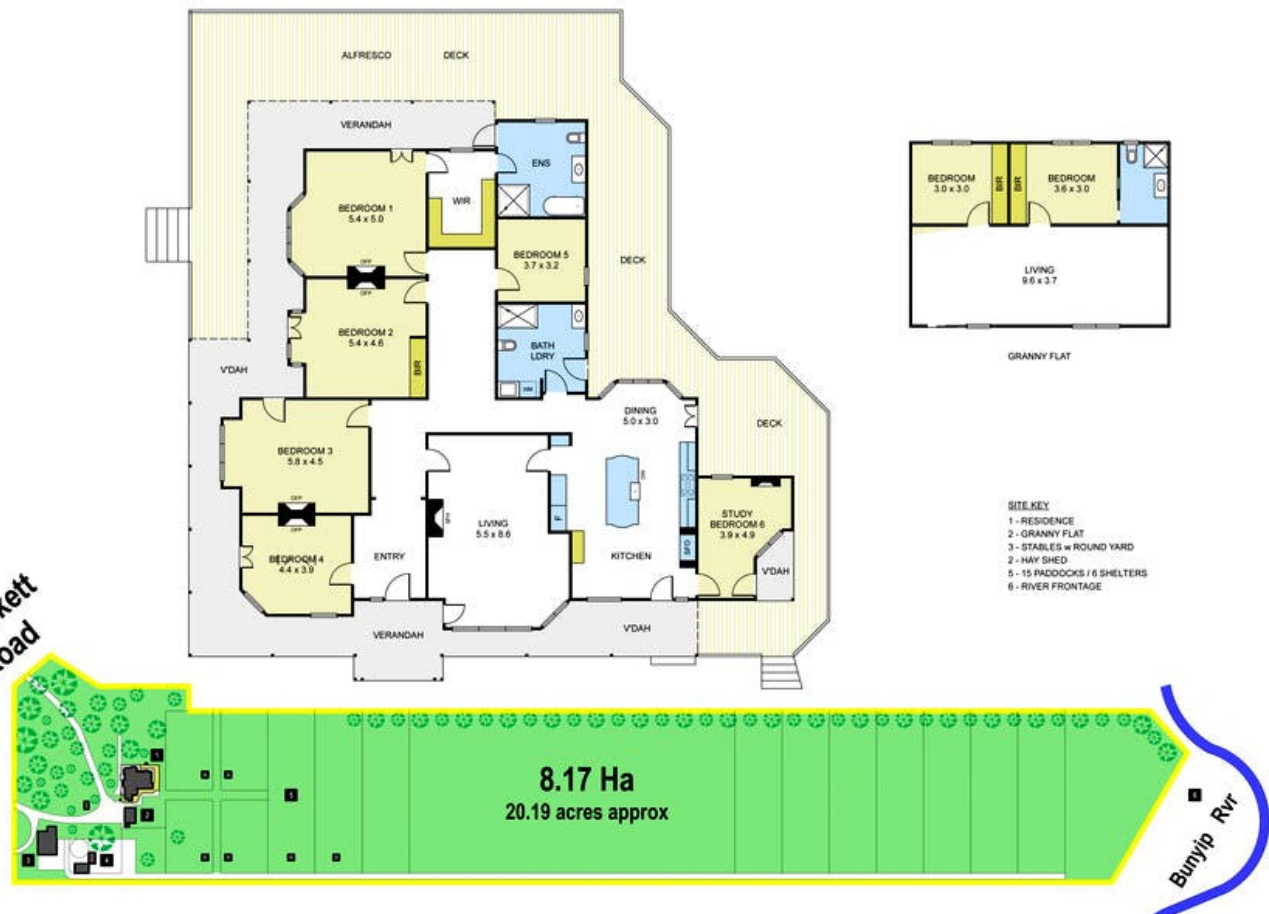 ALFRESCO DECK
VERANDAH
ENS
WIR
BEDROOM 1
5.4 x 5.0
OFP
OFP
BEDROOM 5
3.7 x 3.2
DECK
BEDROOM 2
5.4 x 4.6
BIR
BATH
LDRY
V'DAH
DINING
5.0 x 3.0
DECK
BEDROOM 3
5.8 x 4.5
OFP
OFP
BEDROOM 4
4.4 x 3.9
ENTRY
LIVING
5.5 x 8.6
F
DW
KITCHEN
STUDY
BEDROOM 6
3.9 x 4.9
V'DAH
VERANDAH
V'DAH
BEDROOM
3.0 x 3.0
BIR
BIR
BEDROOM
3.6 x 3.0
LIVING
9.6 x 3.7
GRANNY FLAT
SITE KEY
1 - RESIDENCE
2 - GRANNY FLAT
3 - STABLES w ROUND YARD
2 - HAY SHED
5 - 15 PADDOCKS / 6 SHELTERS
6 - RIVER FRONTAGE
8.17 Ha
20.19 acres approx
1
2
Bunyip Rvr